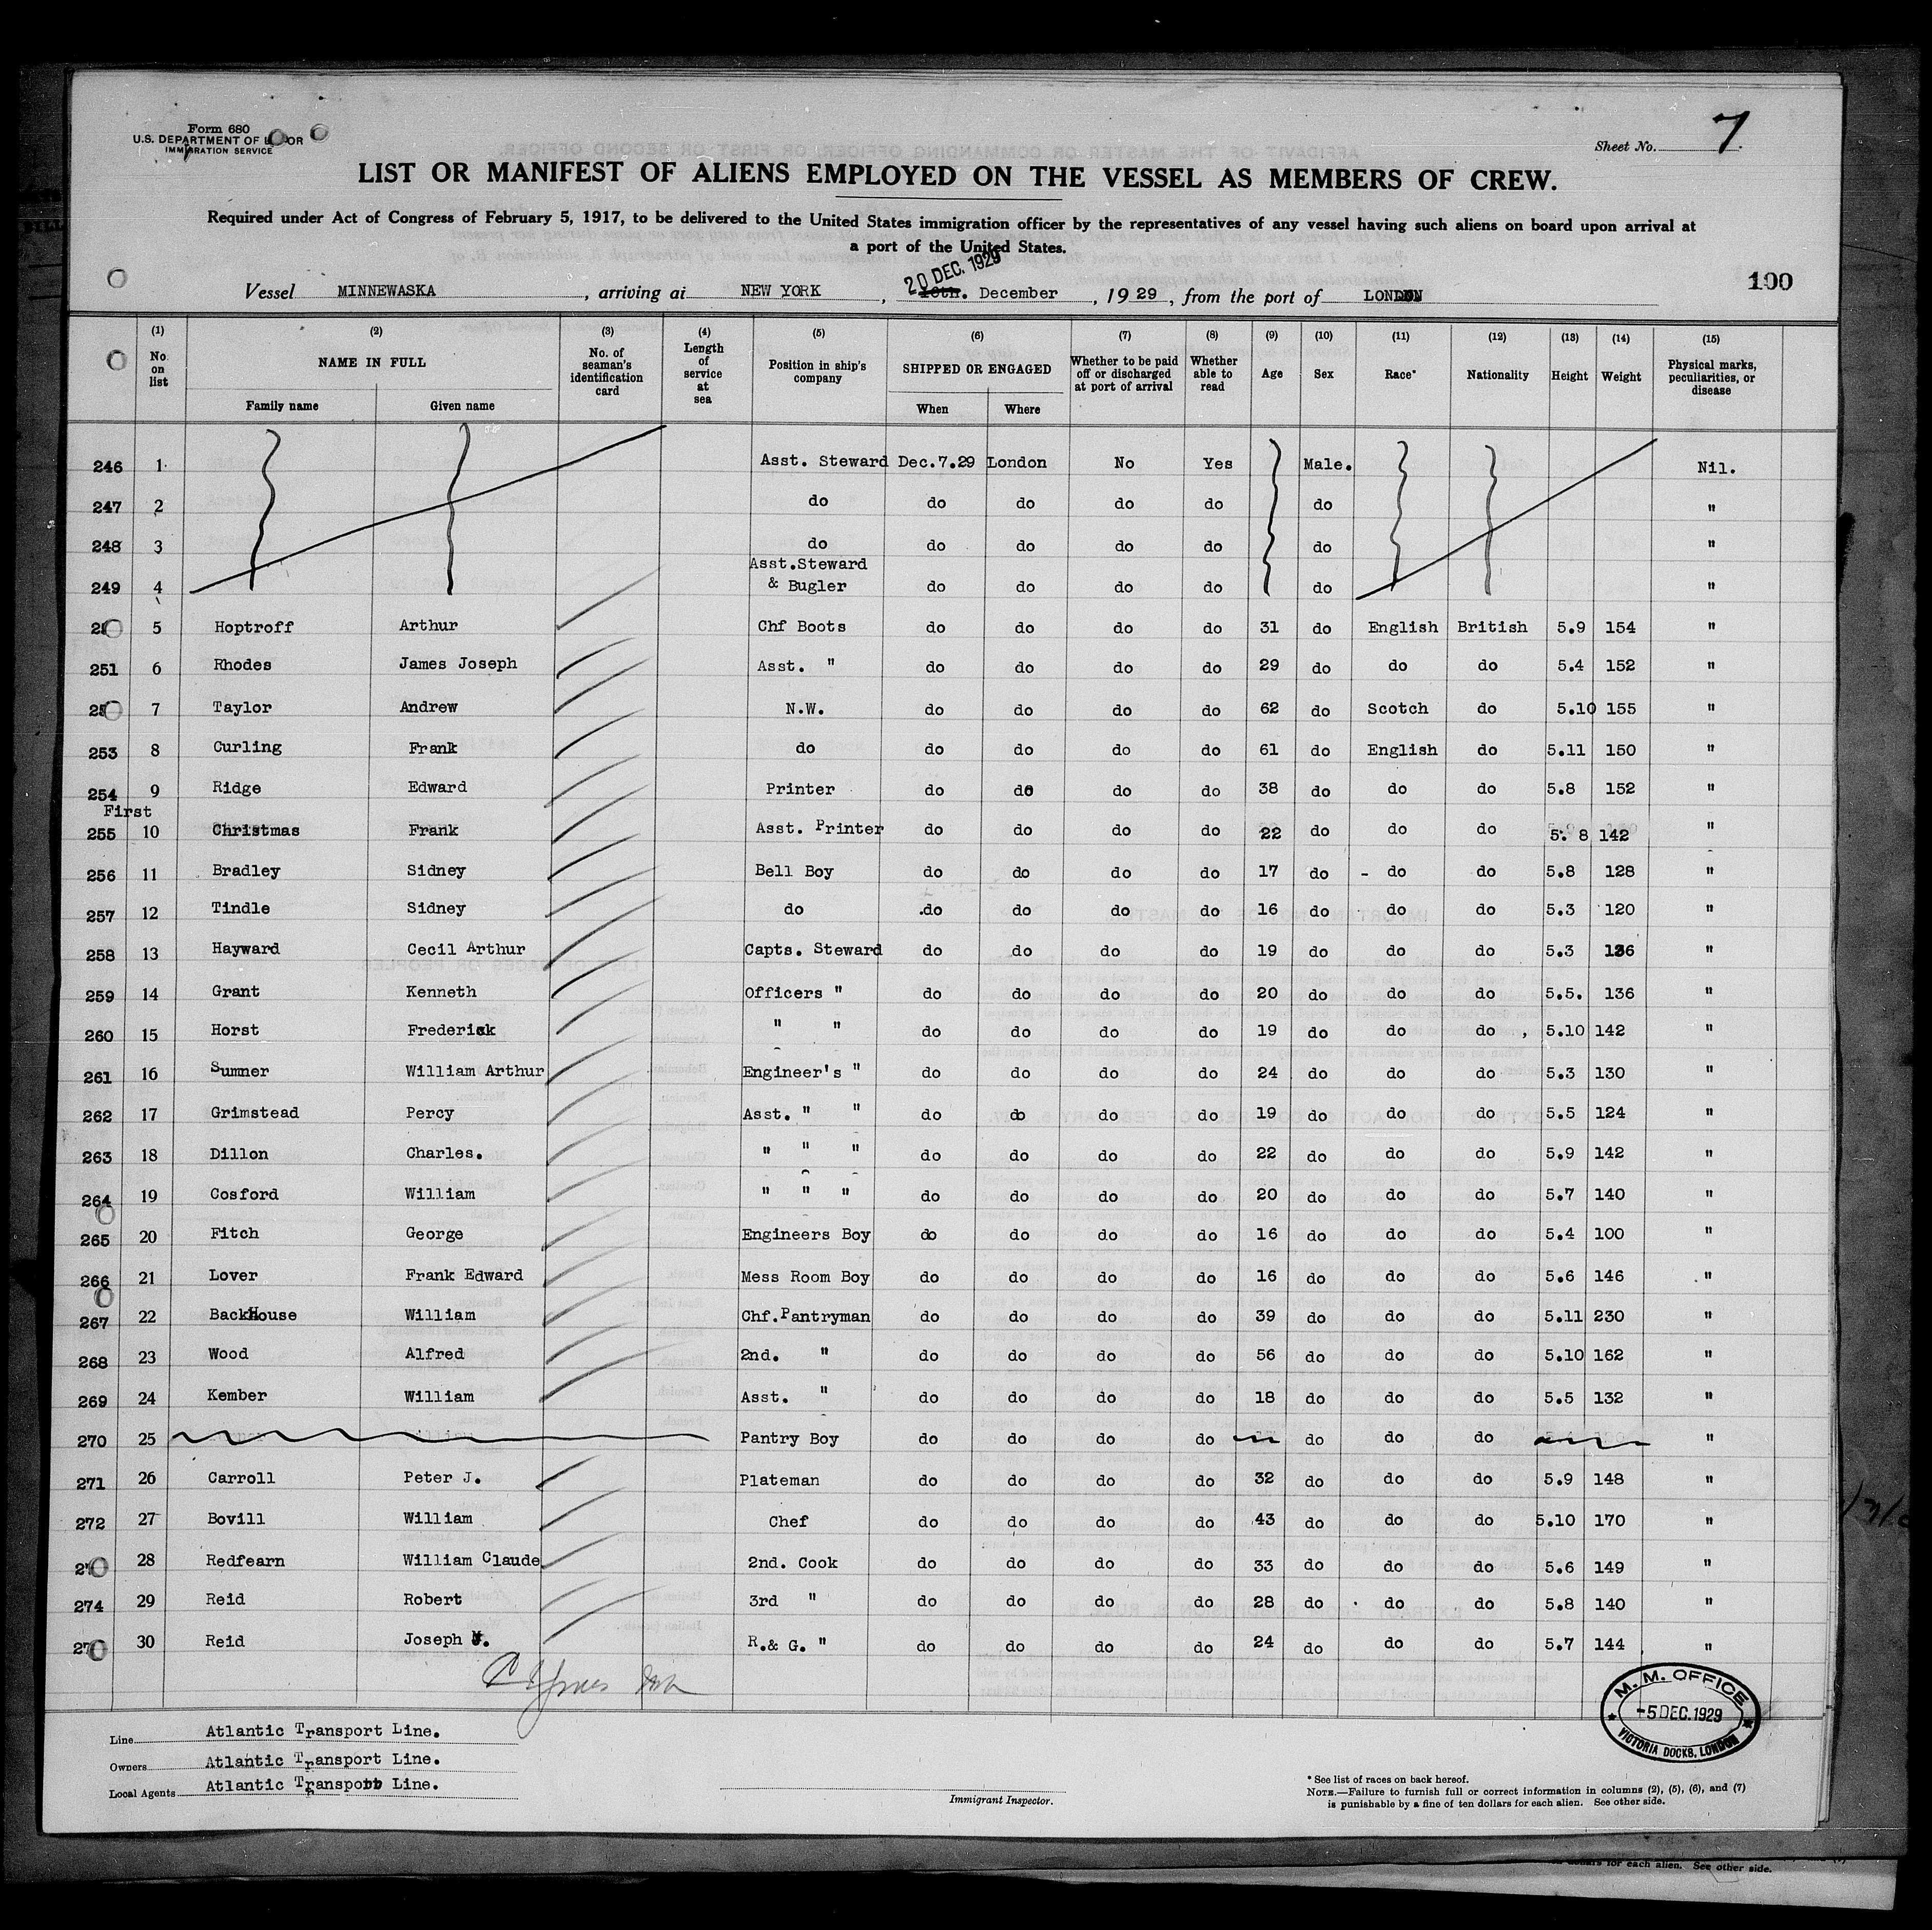 Form 680
U.S. DEPARTMENT OF LABOR
IMMIGRATION SERVICE
Sheet No. 7.
LIST OR MANIFEST OF ALIENS EMPLOYED ON THE VESSEL AS MEMBERS OF CREW.
Required under Act of Congress of February 5, 1917, to be delivered to the United States immigration officer by the representatives of any vessel having such aliens on board upon arrival at
a port of the United States.
20 DEC. 1929
100
Vessel MINNEWASKA, arriving at NEW YORK, December, 1929, from the port of LONDON
(1) (2) (3) (4) (5) (6) (7) (8) (9) (10) (11) (12) (13) (14) (15)
No on list NAME IN FULL Family name Given name No. of seaman's identification card Length of service at sea Position in ship's company SHIPPED OR ENGAGED When Where Whether to be paid off or discharged at port of arrival Whether able to read Age Sex Race* Nationality Height Weight Physical marks, peculiarities, or disease
246 1 Asst. Steward Dec.7.29 London No Yes Male. Nil.
247 2 do do do do do do "
248 3 do do do do do do "
249 4 Asst.Steward & Bugler do do do do do "
5 Hoptroff Arthur Chf Boots do do do do 31 do English British 5.9 154 "
251 6 Rhodes James Joseph Asst. " do do do do 29 do do do 5.4 152 "
7 Taylor Andrew N.W. do do do do 62 do Scotch do 5.10 155 "
253 8 Curling Frank do do do do do 61 do English do 5.11 150 "
254 9 Ridge Edward Printer do do do do 38 do do do 5.8 152 "
First
255 10 Christmas Frank Asst. Printer do do do do 22 do do do 5. 8 142 "
256 11 Bradley Sidney Bell Boy do do do do 17 do - do do 5.8 128 "
257 12 Tindle Sidney do do do do do 16 do do do 5.3 120 "
258 13 Hayward Cecil Arthur Capts. Steward do do do do 19 do do do 5.3 136 "
259 14 Grant Kenneth Officers " do do do do 20 do do do 5.5. 136 "
260 15 Horst Frederick " " do do do do 19 do do do 5.10 142 "
261 16 Sumner William Arthur Engineer's " do do do do 24 do do do 5.3 130 "
262 17 Grimstead Percy Asst. " " do do do do 19 do do do 5.5 124 "
263 18 Dillon Charles. " " " do do do do 22 do do do 5.9 142 "
264 19 Cosford William " " " do do do do 20 do do do 5.7 140 "
265 20 Fitch George Engineers Boy do do do do 16 do do do 5.4 100 "
266 21 Lover Frank Edward Mess Room Boy do do do do 16 do do do 5.6 146 "
267 22 BackHouse William Chf.Pantryman do do do do 39 do do do 5.11 230 "
268 23 Wood Alfred 2nd. " do do do do 56 do do do 5.10 162 "
269 24 Kember William Asst. " do do do do 18 do do do 5.5 132 "
270 25 Pantry Boy do do do do do do do "
271 26 Carroll Peter J. Plateman do do do do 32 do do do 5.9 148 "
272 27 Bovill William Chef do do do do 43 do do do 5.10 170 "
28 Redfearn William Claude 2nd. Cook do do do do 33 do do do 5.6 149 "
274 29 Reid Robert 3rd " do do do do 28 do do do 5.8 140 "
30 Reid Joseph J. R.& G. " do do do do 24 do do do 5.7 144 "
M. M. OFFICE
-5 DEC. 1929
VICTORIA DOCKS, LONDON
Line Atlantic Transport Line.
Owners Atlantic Transport Line.
Local Agents Atlantic Transport Line.
Immigrant Inspector.
* See list of races on back hereof.
NOTE.—Failure to furnish full or correct information in columns (2), (5), (6), and (7)
is punishable by a fine of ten dollars for each alien. See other side.
for each alien. See other side.